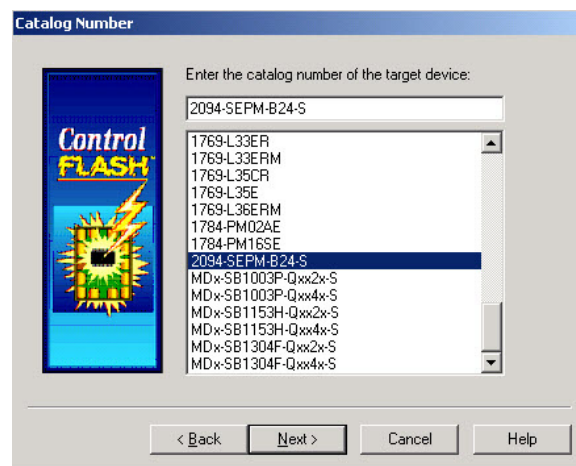 Catalog Number
Enter the catalog number of the target device:
2094-SEPM-B24-S
Control
FLASH™
1769-L33ER
1769-L33ERM
1769-L35CR
1769-L35E
1769-L36ERM
1784-PM02AE
1784-PM16SE
2094-SEPM-B24-S
MDx-SB1003P-Qxx2x-S
MDx-SB1003P-Qxx4x-S
MDx-SB1153H-Qxx2x-S
MDx-SB1153H-Qxx4x-S
MDx-SB1304F-Qxx2x-S
MDx-SB1304F-Qxx4x-S
< Back Next > Cancel Help